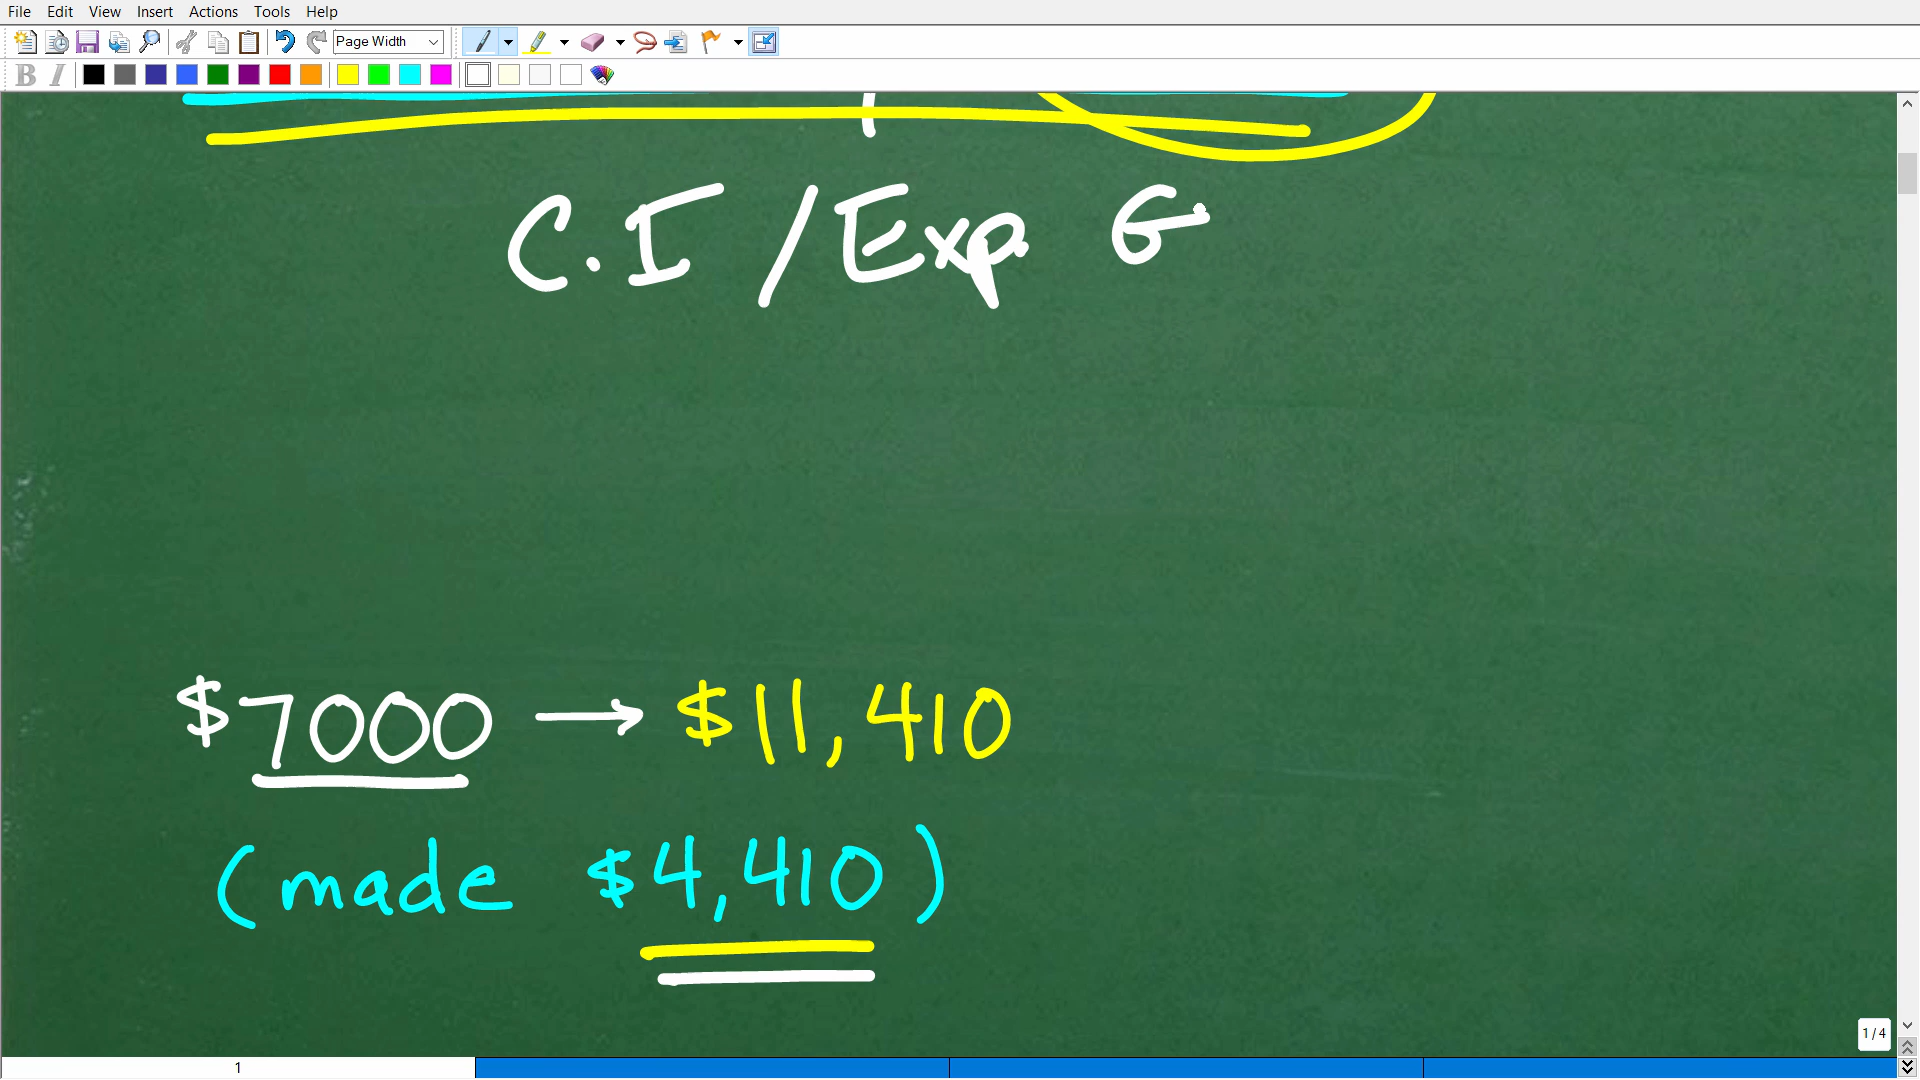 File Edit View Insert Actions Tools Help
Page Width
B I
C.I / Exp G
$7000 → $11,410
(made $4,410)
1 / 4
1